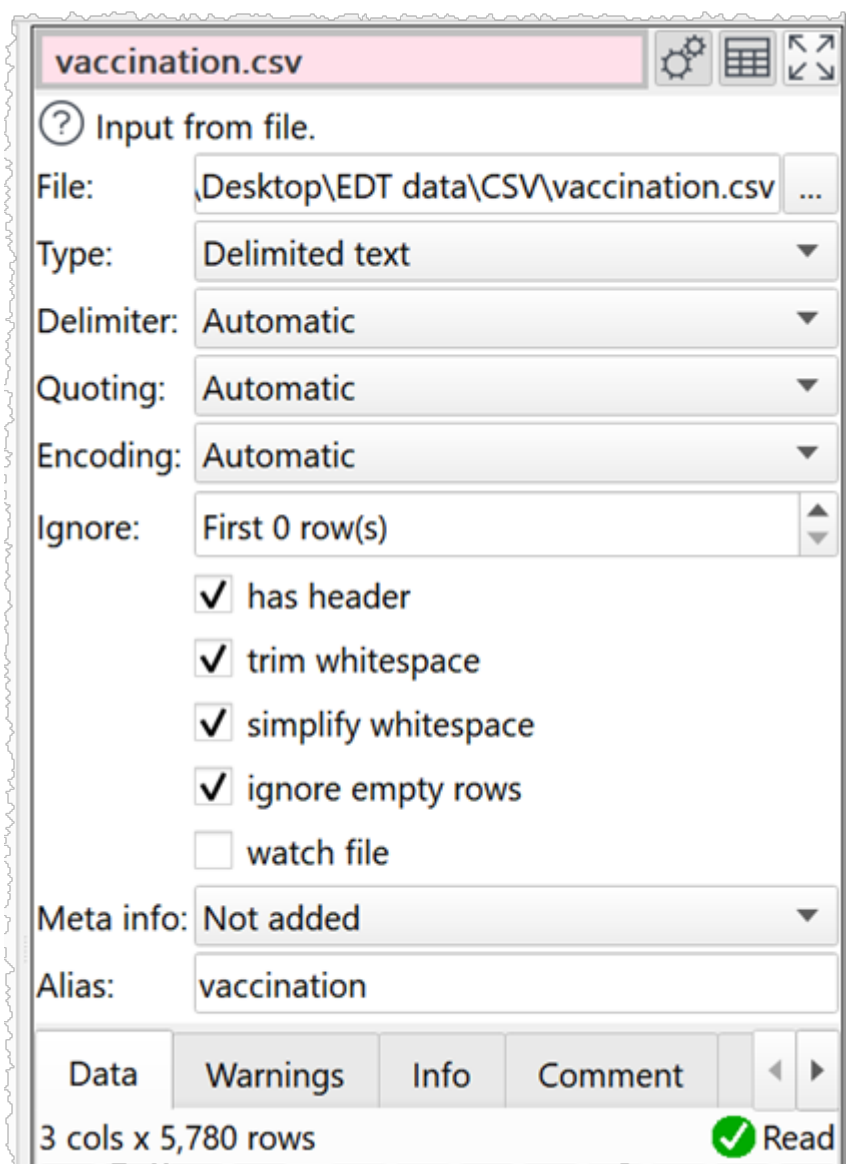 vaccination.csv
? Input from file.
File: \Desktop\EDT data\CSV\vaccination.csv ...
Type: Delimited text
Delimiter: Automatic
Quoting: Automatic
Encoding: Automatic
Ignore: First 0 row(s)
has header
trim whitespace
simplify whitespace
ignore empty rows
watch file
Meta info: Not added
Alias: vaccination
Data Warnings Info Comment
3 cols x 5,780 rows Read